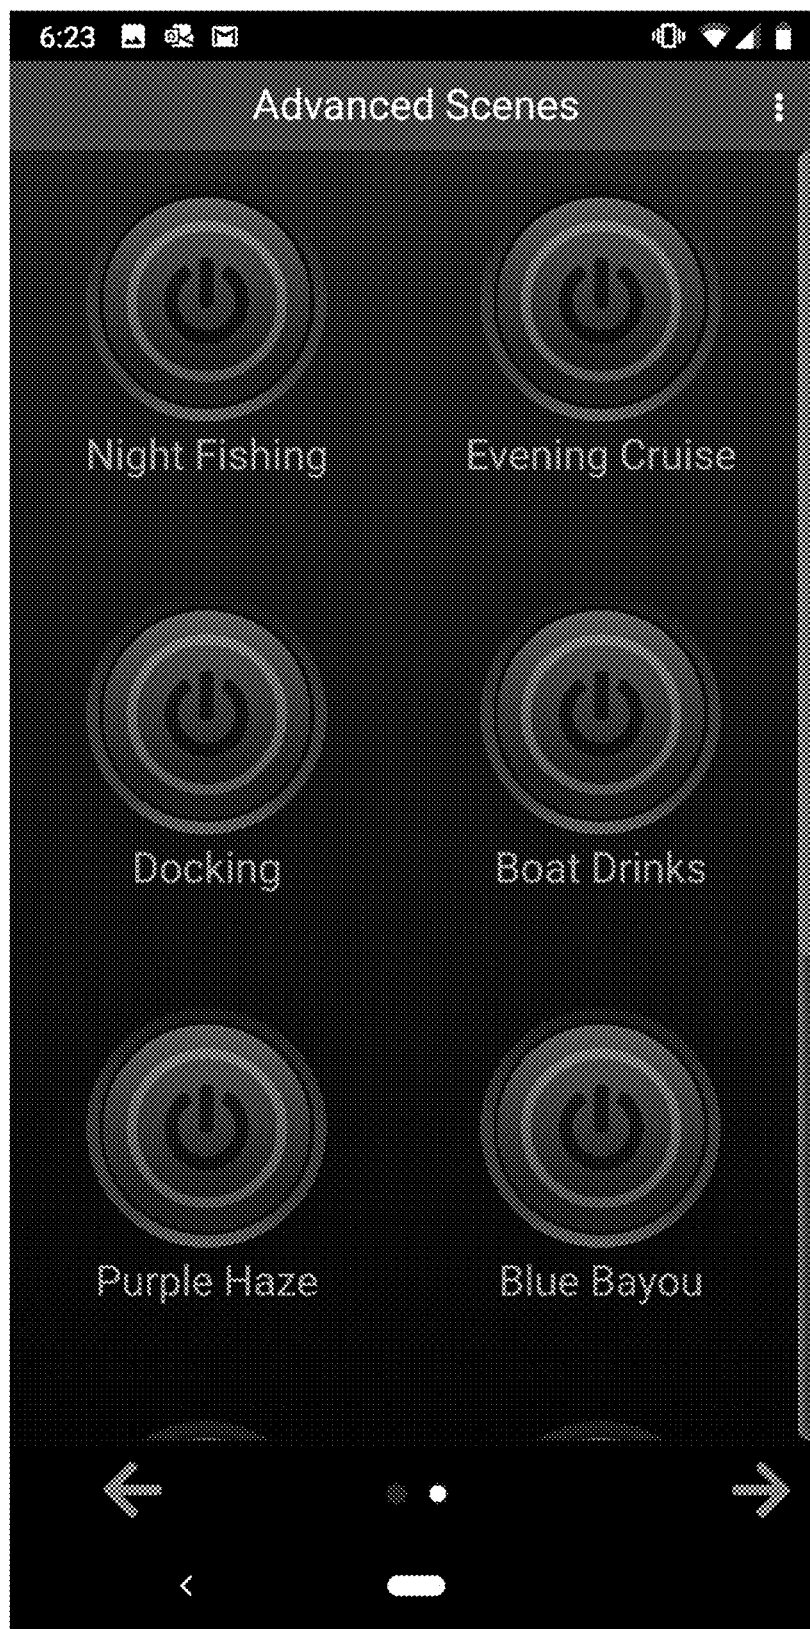 6:23
Advanced Scenes
Night Fishing
Evening Cruise
Docking
Boat Drinks
Purple Haze
Blue Bayou